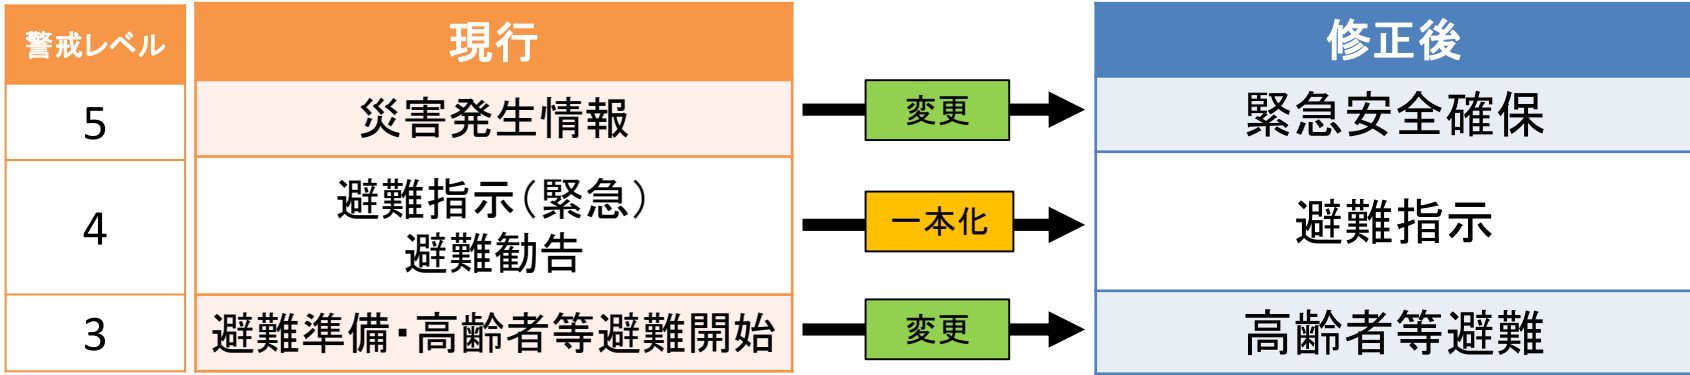 警戒レベル
現行
修正後
5
災害発生情報
変更
緊急安全確保
4
避難指示（緊急）
避難勧告
一本化
避難指示
3
避難準備・高齢者等避難開始
変更
高齢者等避難